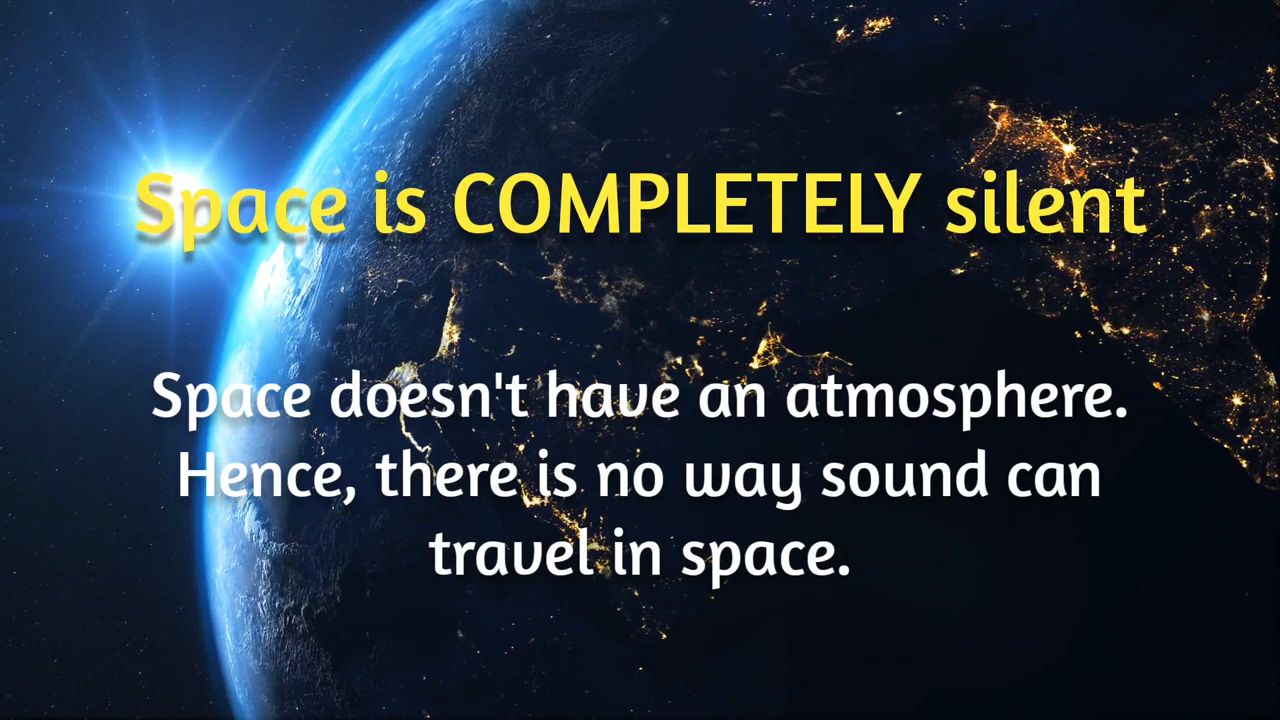 Space is COMPLETELY silent
Space doesn't have an atmosphere.
Hence, there is no way sound can
travel in space.